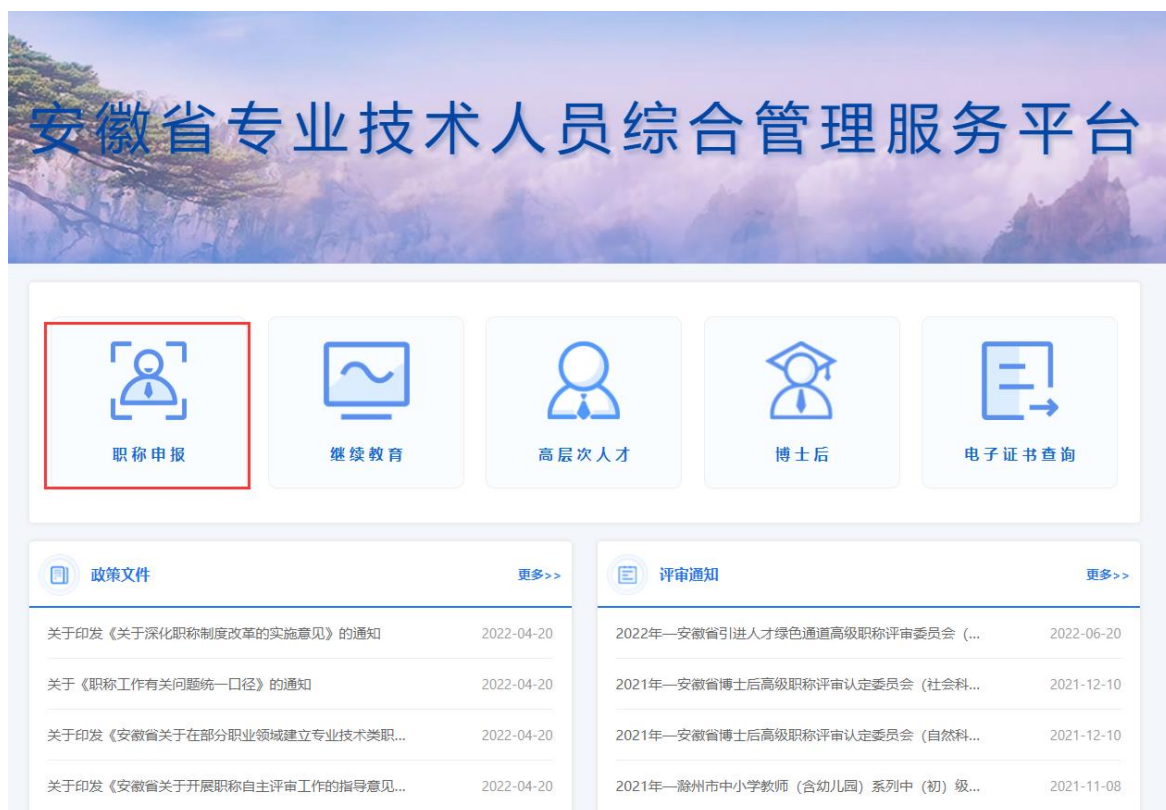 安徽省专业技术人员综合管理服务平台
职称申报
继续教育
高层次人才
博士后
电子证书查询
政策文件
更多>>
关于印发《关于深化职称制度改革的实施意见》的通知 2022-04-20
关于《职称工作有关问题统一口径》的通知 2022-04-20
关于印发《安徽省关于在部分职业领域建立专业技术类职... 2022-04-20
关于印发《安徽省关于开展职称自主评审工作的指导意见... 2022-04-20
评审通知
更多>>
2022年—安徽省引进人才绿色通道高级职称评审委员会（... 2022-06-20
2021年—安徽省博士后高级职称评审认定委员会（社会科... 2021-12-10
2021年—安徽省博士后高级职称评审认定委员会（自然科... 2021-12-10
2021年—滁州市中小学教师（含幼儿园）系列中（初）级... 2021-11-08